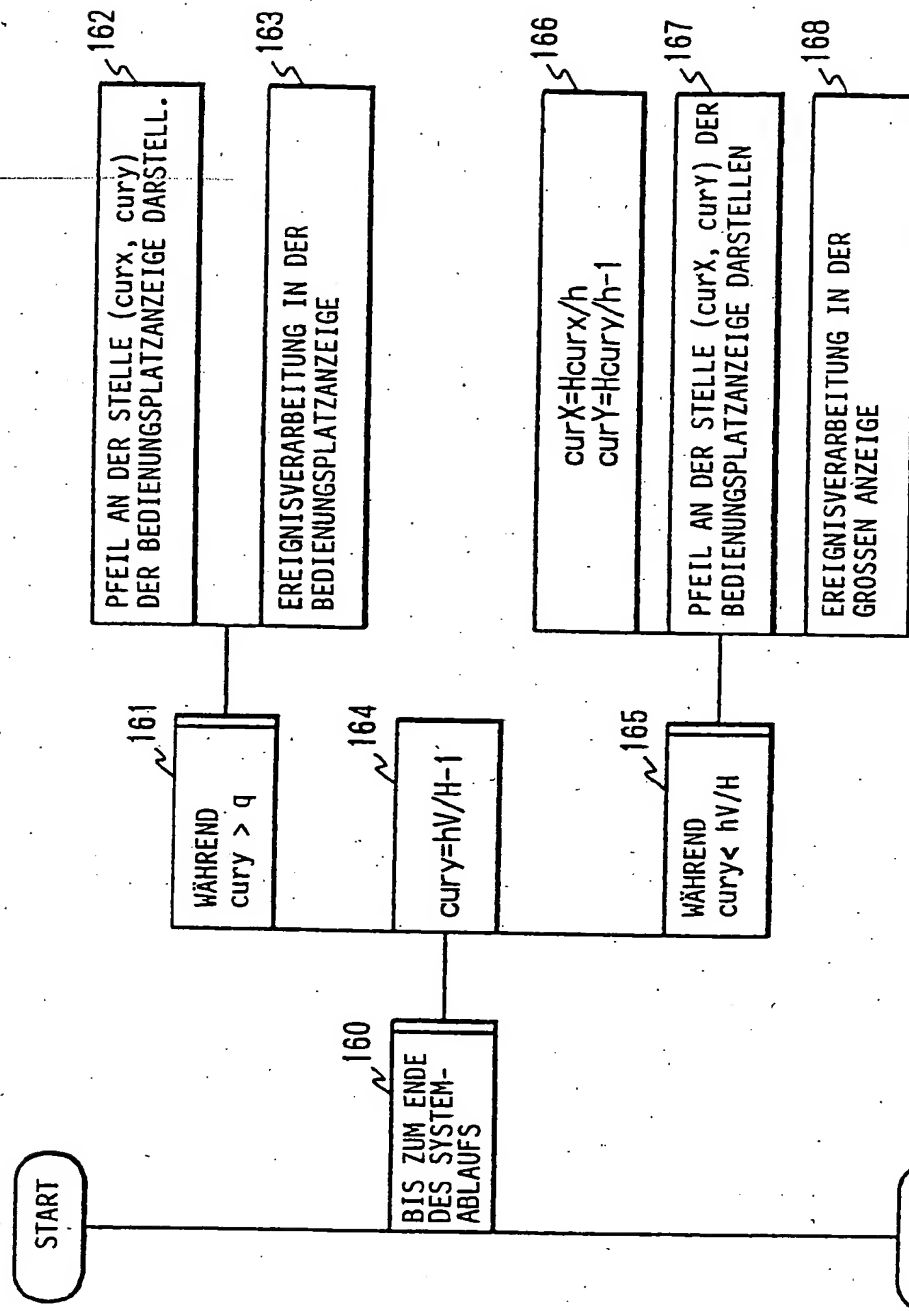 START
160
BIS ZUM ENDE
DES SYSTEM-
ABLAUFS
161
WÄHREND
cury > q
162
PFEIL AN DER STELLE (curx, cury)
DER BEDIENUNGSPLATZANZEIGE DARSTELL.
163
EREIGNISVERARBEITUNG IN DER
BEDIENUNGSPLATZANZEIGE
164
cury=hV/H-1
165
WÄHREND
cury< hV/H
166
curX=Hcurx/h
curY=Hcury/h-1
167
PFEIL AN DER STELLE (curX, curY) DER
BEDIENUNGSPLATZANZEIGE DARSTELLEN
168
EREIGNISVERARBEITUNG IN DER
GROSSEN ANZEIGE